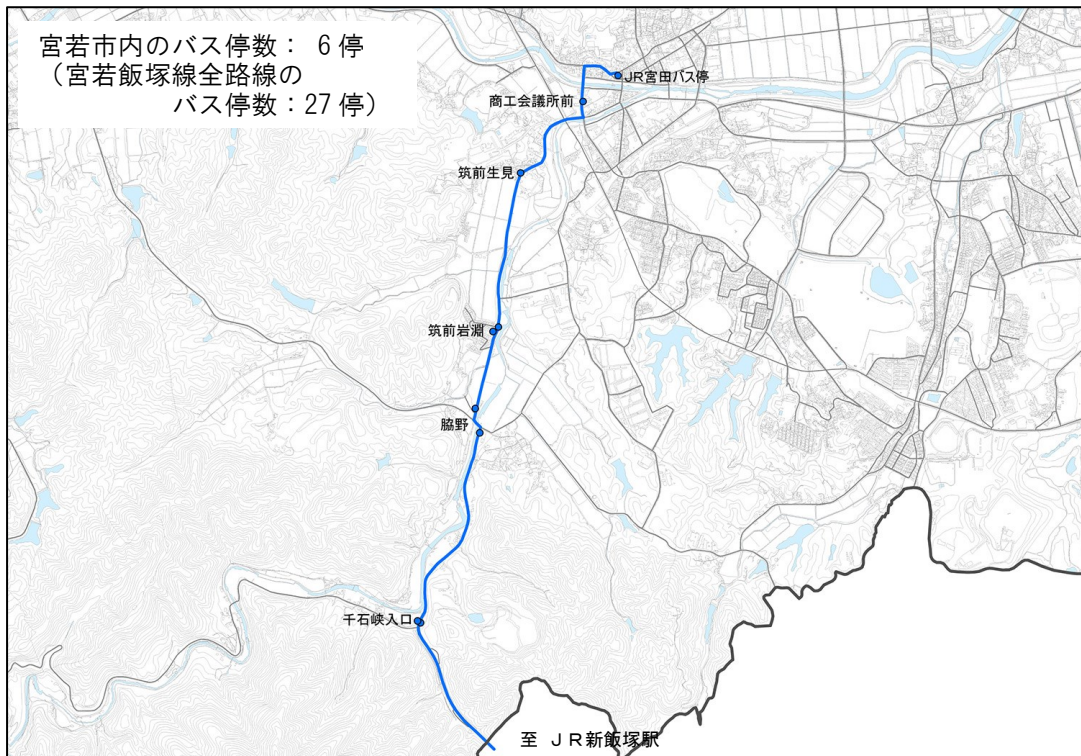 宮若市内のバス停数： 6 停
（宮若飯塚線全路線の
バス停数：27 停）
ＪＲ宮田バス停
商工会議所前
筑前生見
筑前岩淵
脇野
千石峡入口
至 ＪＲ新飯塚駅